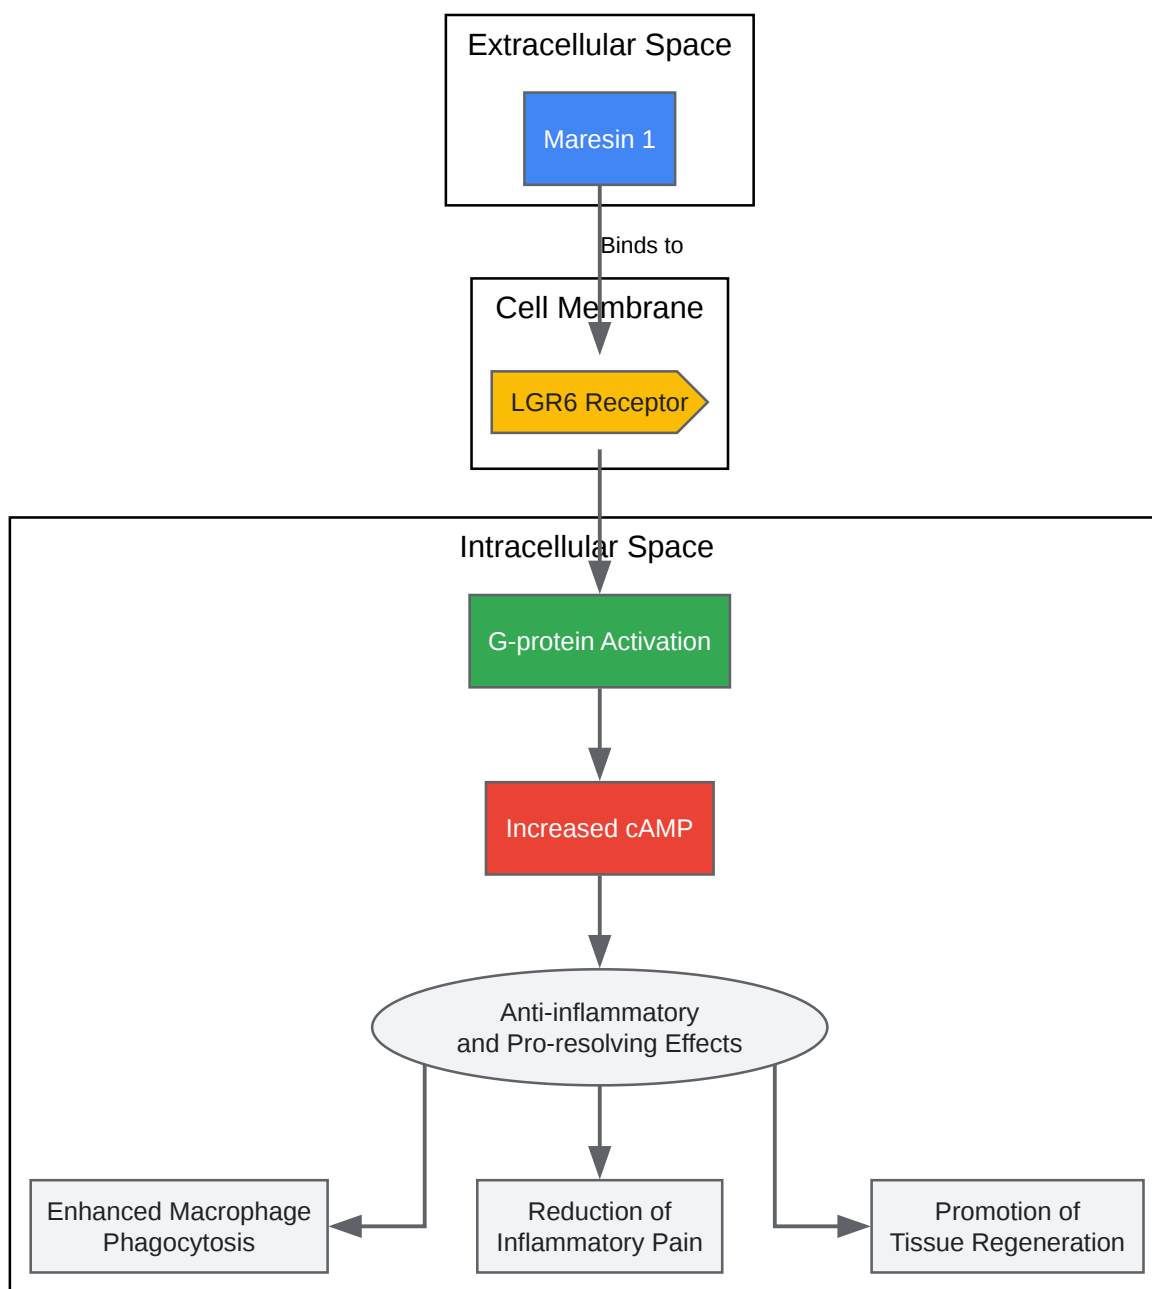 Extracellular Space
Maresin 1
Binds to
Cell Membrane
LGR6 Receptor
Intracellular Space
G-protein Activation
Increased cAMP
Anti-inflammatory
and Pro-resolving Effects
Enhanced Macrophage
Phagocytosis
Reduction of
Inflammatory Pain
Promotion of
Tissue Regeneration